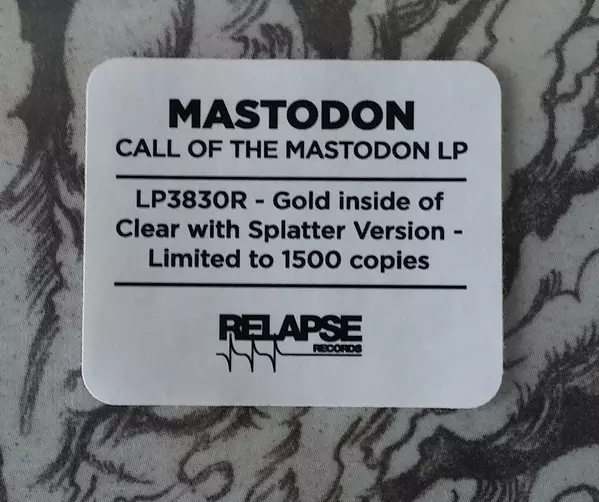 MASTODON
CALL OF THE MASTODON LP
LP3830R - Gold inside of
Clear with Splatter Version -
Limited to 1500 copies
RELAPSE
RECORDS